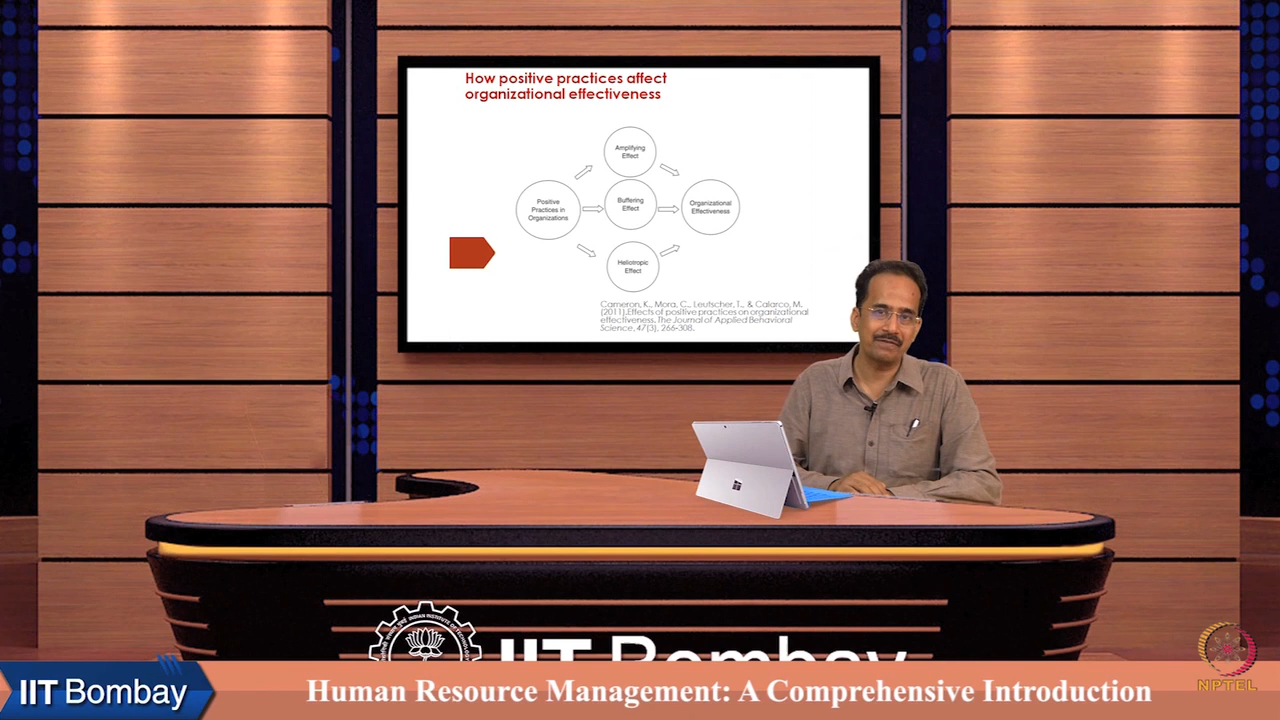 How positive practices affect
organizational effectiveness
Amplifying
Effect
Positive
Practices in
Organizations
Buffering
Effect
Organizational
Effectiveness
Heliotropic
Effect
Cameron, K., Mora, C., Leutscher, T., & Calarco, M.
(2011).Effects of positive practices on organizational
effectiveness. The Journal of Applied Behavioral
Science, 47(3), 266-308.
IIT Bombay
IIT Bombay
Human Resource Management: A Comprehensive Introduction
NPTEL